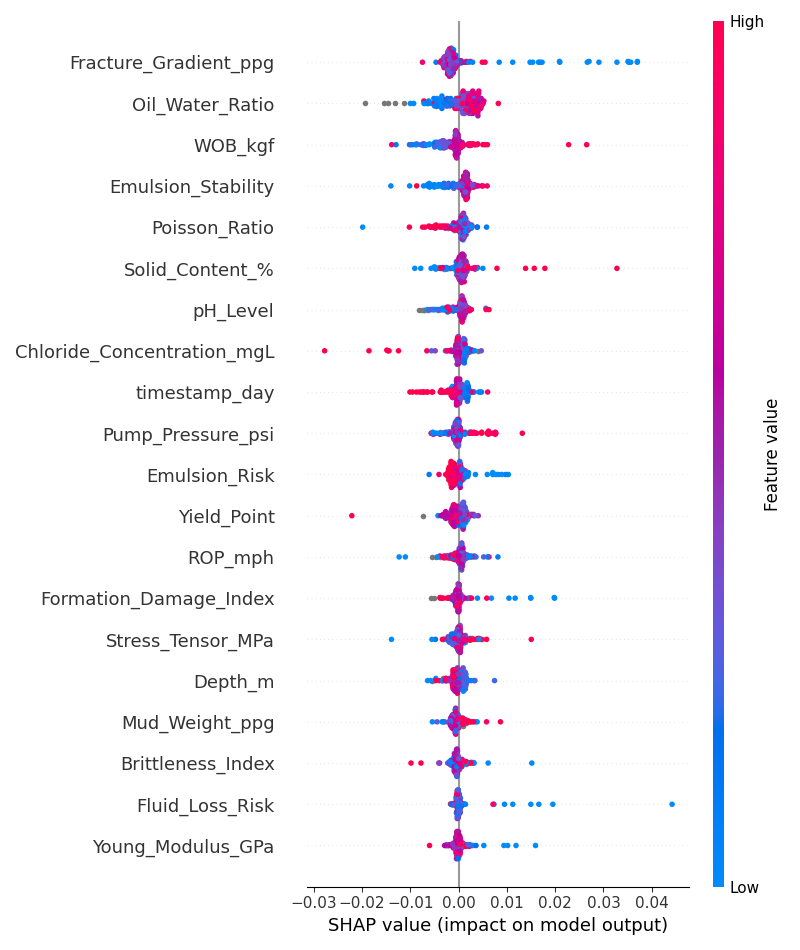 High
Fracture_Gradient_ppg
Oil_Water_Ratio
WOB_kgf
Emulsion_Stability
Poisson_Ratio
Solid_Content_%
pH_Level
Chloride_Concentration_mgL
timestamp_day
Pump_Pressure_psi
Emulsion_Risk
Yield_Point
ROP_mph
Formation_Damage_Index
Stress_Tensor_MPa
Depth_m
Mud_Weight_ppg
Brittleness_Index
Fluid_Loss_Risk
Young_Modulus_GPa
Feature value
Low
−0.03 −0.02 −0.01 0.00 0.01 0.02 0.03 0.04
SHAP value (impact on model output)